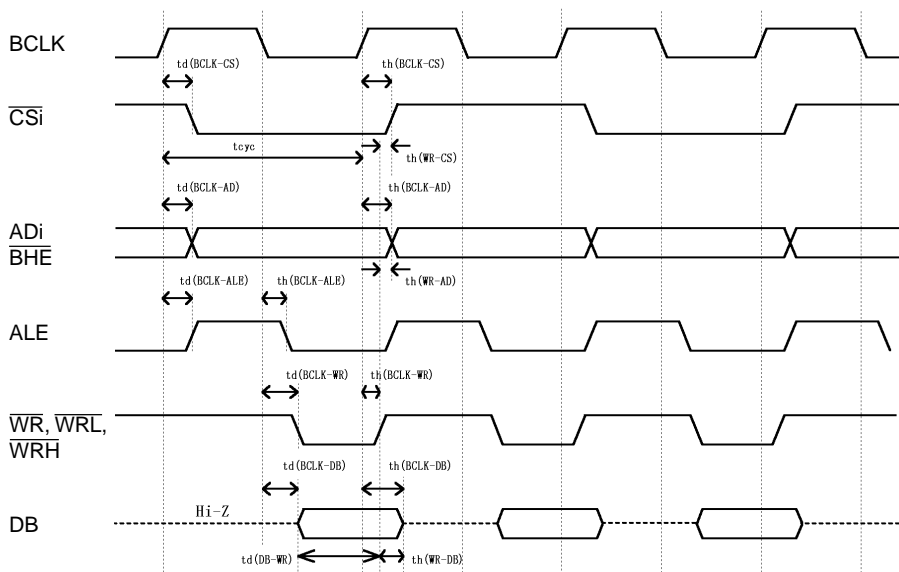 BCLK
td(BCLK-CS) th(BCLK-CS)
CSi
tcyc
th(WR-CS)
td(BCLK-AD) th(BCLK-AD)
ADi
BHE
th(WR-AD)
td(BCLK-ALE) th(BCLK-ALE)
ALE
td(BCLK-WR) th(BCLK-WR)
WR, WRL,
WRH
td(BCLK-DB) th(BCLK-DB)
Hi-Z
DB
td(DB-WR) th(WR-DB)